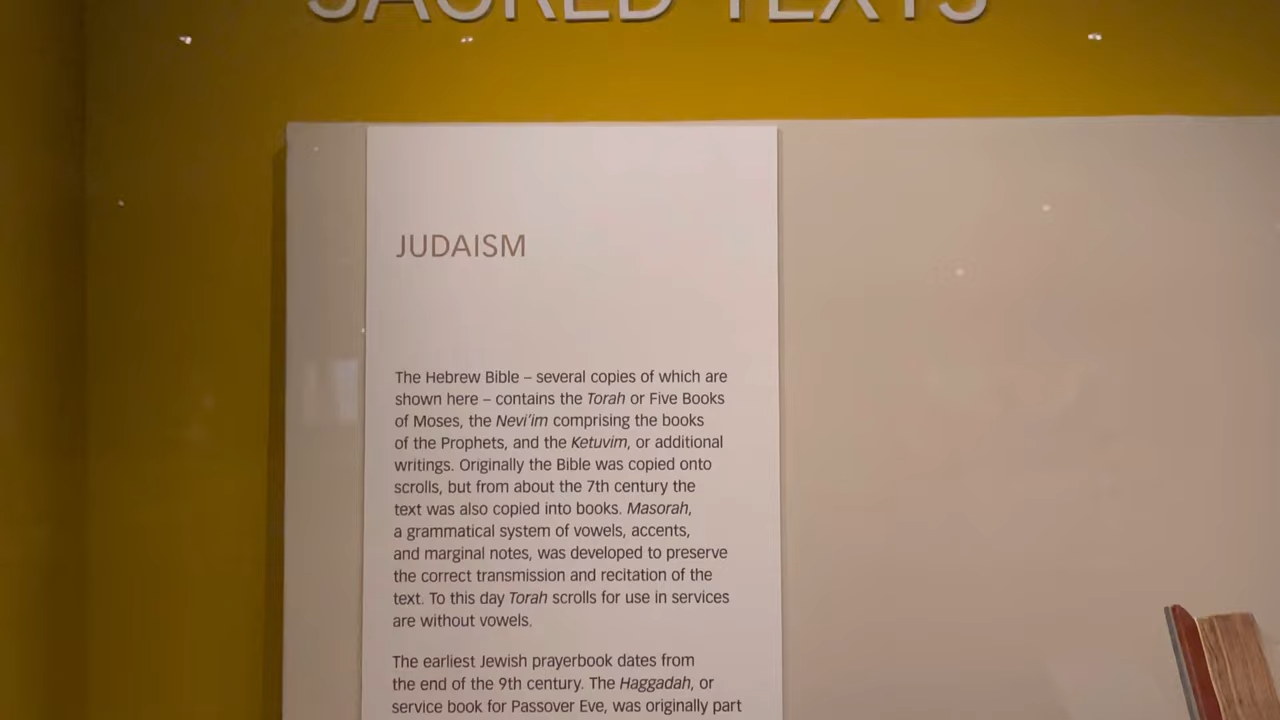 SACRED TEXTS
JUDAISM
The Hebrew Bible – several copies of which are
shown here – contains the Torah or Five Books
of Moses, the Nevi'im comprising the books
of the Prophets, and the Ketuvim, or additional
writings. Originally the Bible was copied onto
scrolls, but from about the 7th century the
text was also copied into books. Masorah,
a grammatical system of vowels, accents,
and marginal notes, was developed to preserve
the correct transmission and recitation of the
text. To this day Torah scrolls for use in services
are without vowels.
The earliest Jewish prayerbook dates from
the end of the 9th century. The Haggadah, or
service book for Passover Eve, was originally part